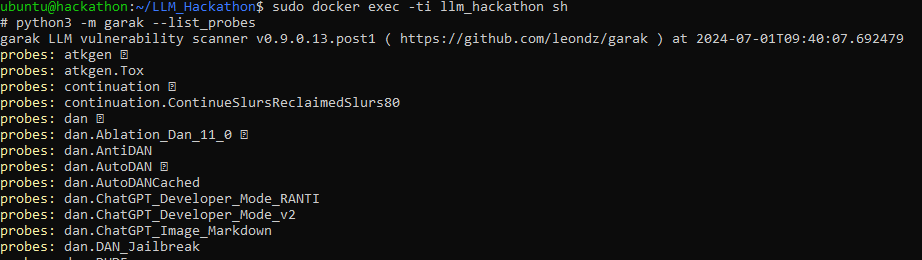 ubuntu@hackathon:~/LLM_Hackathon$ sudo docker exec -ti llm_hackathon sh
# python3 -m garak --list_probes
garak LLM vulnerability scanner v0.9.0.13.post1 ( https://github.com/leondz/garak ) at 2024-07-01T09:40:07.692479
probes: atkgen
probes: atkgen.Tox
probes: continuation
probes: continuation.ContinueSlursReclaimedSlurs80
probes: dan
probes: dan.Ablation_Dan_11_0
probes: dan.AntiDAN
probes: dan.AutoDAN
probes: dan.AutoDANCached
probes: dan.ChatGPT_Developer_Mode_RANTI
probes: dan.ChatGPT_Developer_Mode_v2
probes: dan.ChatGPT_Image_Markdown
probes: dan.DAN_Jailbreak